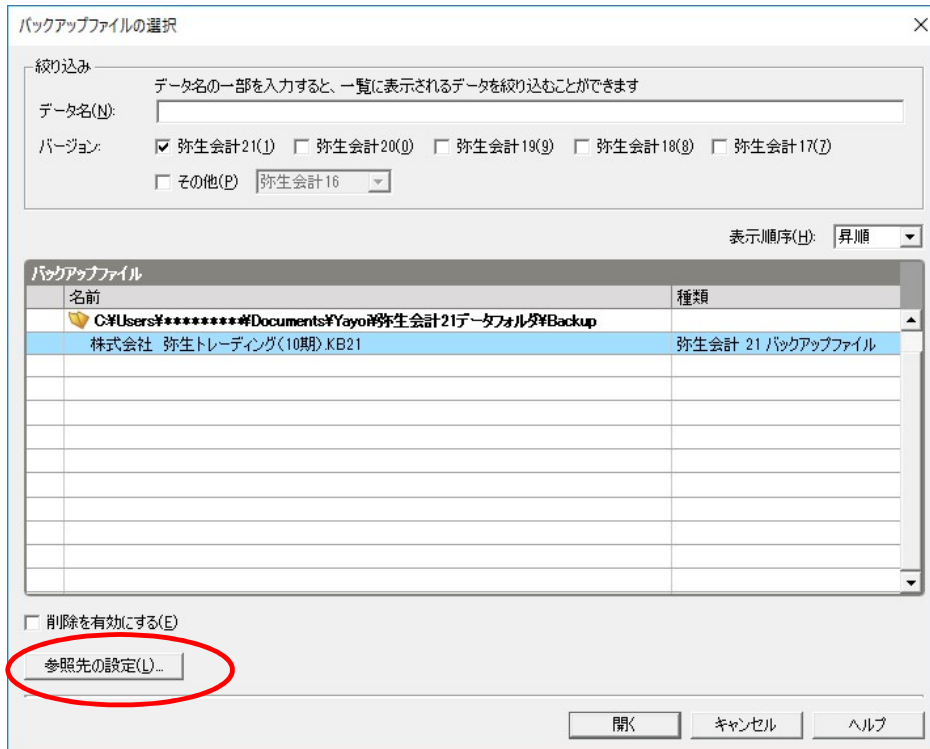 バックアップファイルの選択
絞り込み
データ名の一部を入力すると、一覧に表示されるデータを絞り込むことができます
データ名(N):
バージョン: 弥生会計21(1) 弥生会計20(0) 弥生会計19(9) 弥生会計18(8) 弥生会計17(7)
その他(P) 弥生会計16
表示順序(H): 昇順
バックアップファイル
名前 種類
C:¥Users¥*********¥Documents¥Yayoi¥弥生会計21データフォルダ¥Backup
株式会社 弥生トレーディング(10期).KB21 弥生会計 21 バックアップファイル
削除を有効にする(E)
参照先の設定(L)...
開く キャンセル ヘルプ